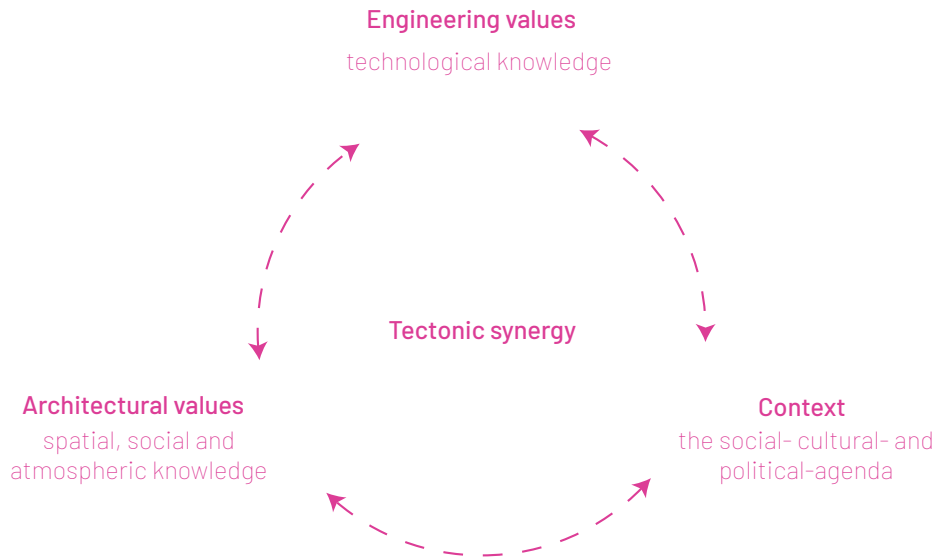 Engineering values
technological knowledge
Tectonic synergy
Architectural values
spatial, social and
atmospheric knowledge
Context
the social- cultural- and
political-agenda